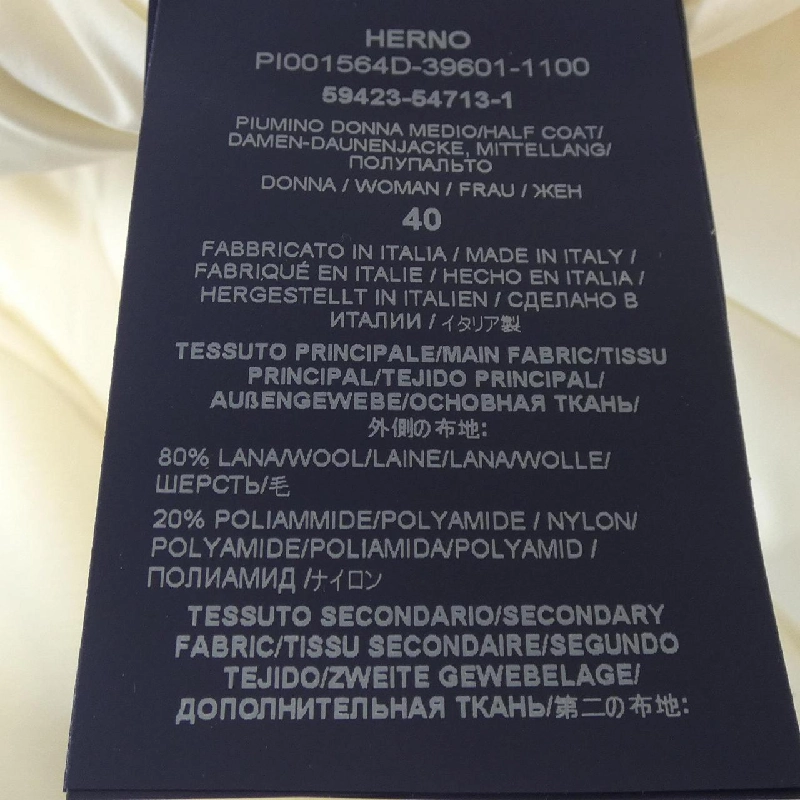 HERNO
PI001564D-39601-1100
59423-54713-1
PIUMINO DONNA MEDIO/HALF COAT/
DAMEN-DAUNENJACKE, MITTELLANG/
ПОЛУПАЛЬТО
DONNA / WOMAN / FRAU / ЖЕН
40
FABBRICATO IN ITALIA / MADE IN ITALY /
FABRIQUÉ EN ITALIE / HECHO EN ITALIA /
HERGESTELLT IN ITALIEN / СДЕЛАНО В
ИТАЛИИ / イタリア製
TESSUTO PRINCIPALE/MAIN FABRIC/TISSU
PRINCIPAL/TEJIDO PRINCIPAL/
AUßENGEWEBE/ОСНОВНАЯ ТКАНЬ/
外側の布地:
80% LANA/WOOL/LAINE/LANA/WOLLE/
ШЕРСТЬ/毛
20% POLIAMMIDE/POLYAMIDE / NYLON/
POLYAMIDE/POLIAMIDA/POLYAMID /
ПОЛИАМИД /ナイロン
TESSUTO SECONDARIO/SECONDARY
FABRIC/TISSU SECONDAIRE/SEGUNDO
TEJIDO/ZWEITE GEWEBELAGE/
ДОПОЛНИТЕЛЬНАЯ ТКАНЬ/第二の布地: